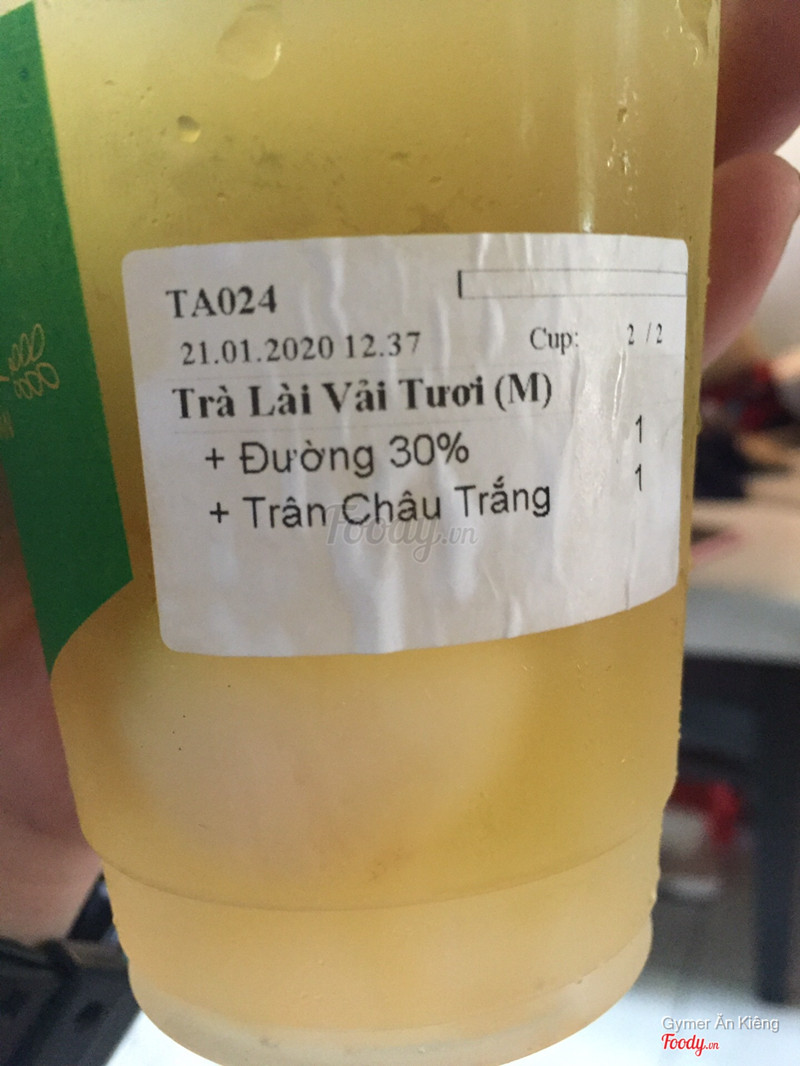 TA024
21.01.2020 12.37 Cup: 2 / 2
Trà Lài Vải Tươi (M)
+ Đường 30% 1
+ Trân Châu Trắng 1
Foody.vn
Gymer Ăn Kiêng
Foody.vn